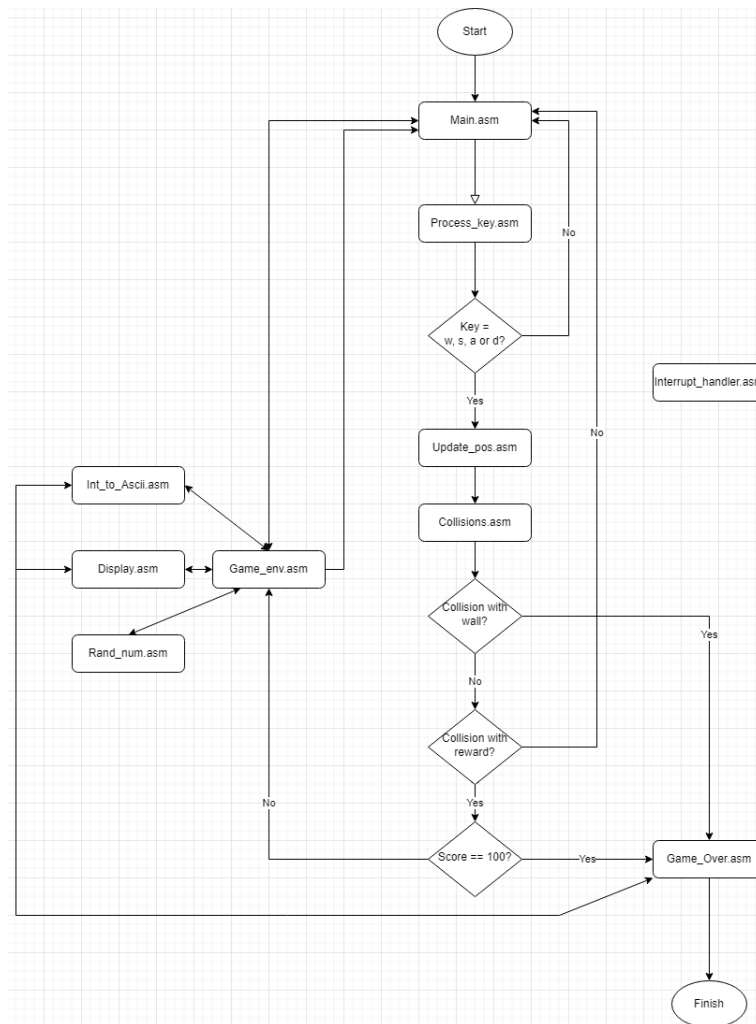 Start
Main.asm
Process_key.asm
No
Key =
w, s, a or d?
Interrupt_handler.asm
Yes
No
Update_pos.asm
Int_to_Ascii.asm
Collisions.asm
Display.asm
Game_env.asm
Collision with
wall?
Yes
Rand_num.asm
No
Collision with
reward?
No
Yes
Score == 100?
Yes
Game_Over.asm
Finish